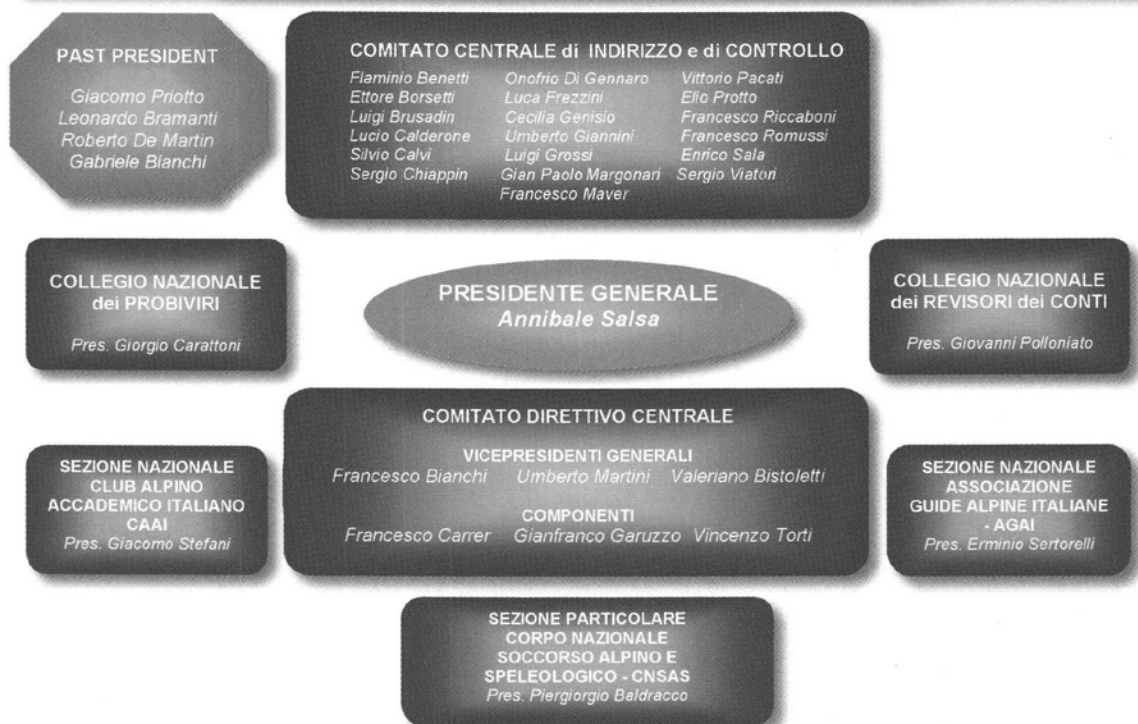 PAST PRESIDENT
Giacomo Priotto
Leonardo Bramanti
Roberto De Martin
Gabriele Bianchi
COMITATO CENTRALE di INDIRIZZO e di CONTROLLO
Flaminio Benetti Onofrio Di Gennaro Vittorio Pacati
Ettore Borsetti Luca Frezzini Elio Protto
Luigi Brusadin Cecilia Genisio Francesco Riccaboni
Lucio Calderone Umberto Giannini Francesco Romussi
Silvio Calvi Luigi Grossi Enrico Sala
Sergio Chiappin Gian Paolo Margonari Sergio Viatori
Francesco Maver
COLLEGIO NAZIONALE
dei PROBIVIRI
Pres. Giorgio Carattoni
PRESIDENTE GENERALE
Annibale Salsa
COLLEGIO NAZIONALE
dei REVISORI dei CONTI
Pres. Giovanni Polloniato
SEZIONE NAZIONALE
CLUB ALPINO
ACCADEMICO ITALIANO
CAAI
Pres. Giacomo Stefani
COMITATO DIRETTIVO CENTRALE
VICEPRESIDENTI GENERALI
Francesco Bianchi Umberto Martini Valeriano Bistoletti
COMPONENTI
Francesco Carrer Gianfranco Garuzzo Vincenzo Torti
SEZIONE NAZIONALE
ASSOCIAZIONE
GUIDE ALPINE ITALIANE
- AGAI
Pres. Erminio Sertorelli
SEZIONE PARTICOLARE
CORPO NAZIONALE
SOCCORSO ALPINO E
SPELEOLOGICO - CNSAS
Pres. Piergiorgio Baldracco